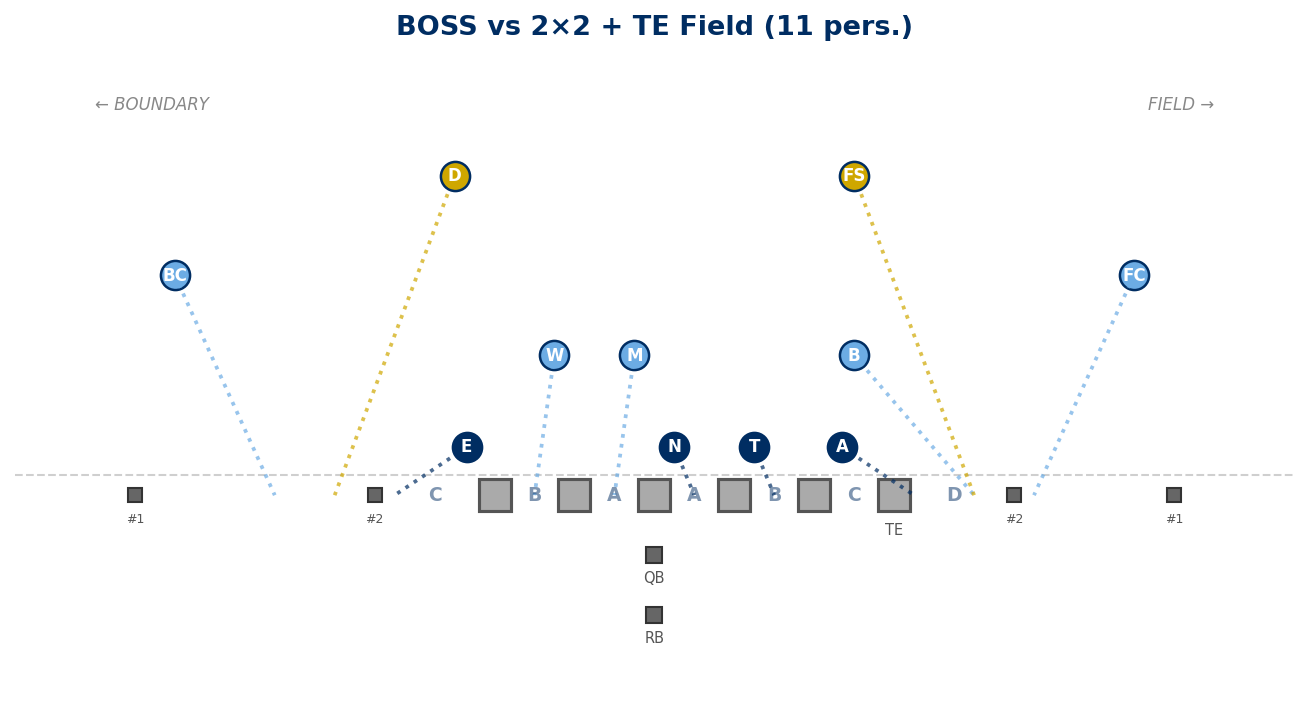 BOSS vs 2×2 + TE Field (11 pers.)
← BOUNDARY FIELD →
D FS
BC FC
W M B
E N T A
C B A A B C D
#1 #2 TE #2 #1
QB
RB